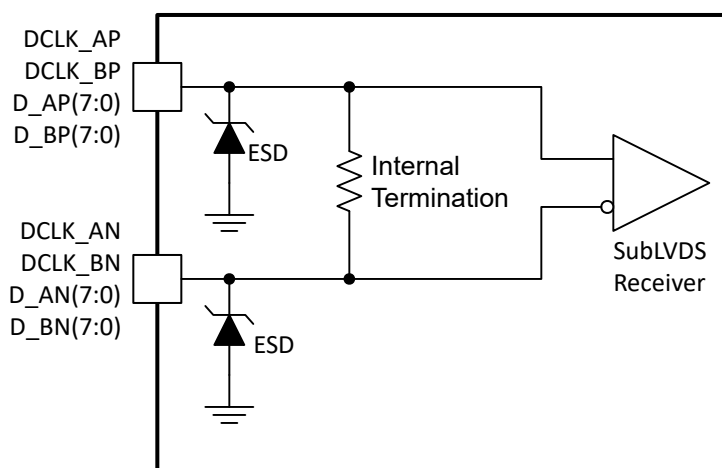 DCLK_AP
DCLK_BP
D_AP(7:0)
D_BP(7:0)
ESD
Internal
Termination
DCLK_AN
DCLK_BN
D_AN(7:0)
D_BN(7:0)
ESD
SubLVDS
Receiver